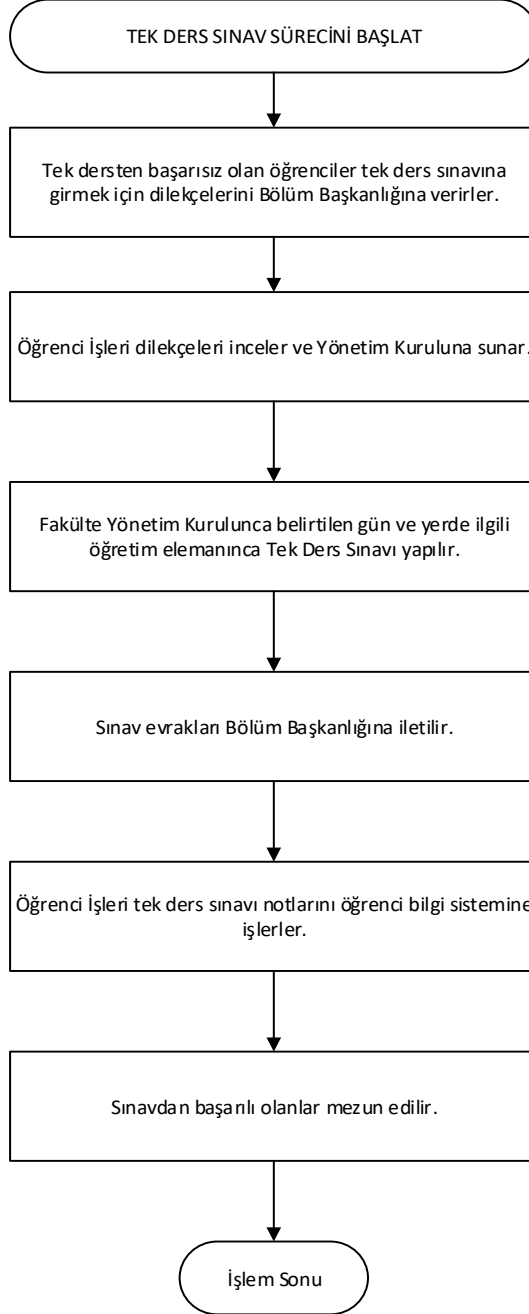 TEK DERS SINAV SÜRECİNİ BAŞLAT
Tek dersten başarısız olan öğrenciler tek ders sınavına
girmek için dilekçelerini Bölüm Başkanlığına verirler.
Öğrenci İşleri dilekçeleri inceler ve Yönetim Kuruluna sunar.
Fakülte Yönetim Kurulunca belirtilen gün ve yerde ilgili
öğretim elemanınca Tek Ders Sınavı yapılır.
Sınav evrakları Bölüm Başkanlığına iletilir.
Öğrenci İşleri tek ders sınavı notlarını öğrenci bilgi sistemine
işlerler.
Sınavdan başarılı olanlar mezun edilir.
İşlem Sonu